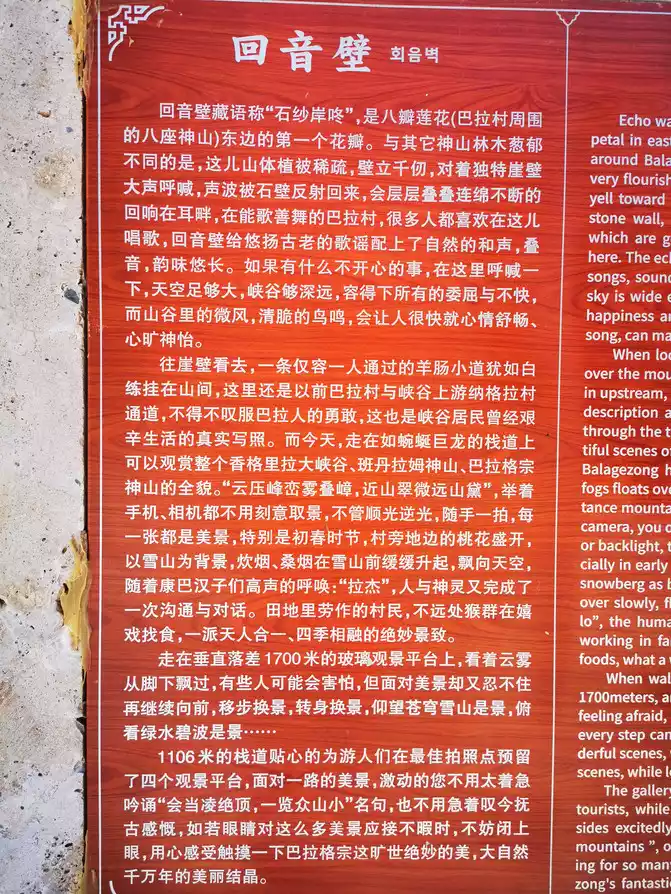 回音壁 회음벽
回音壁藏语称“石纱岸咚”,是八瓣莲花(巴拉村周围
的八座神山)东边的第一个花瓣。与其它神山林木葱郁
不同的是,这儿山体植被稀疏,壁立千仞,对着独特崖壁
大声呼喊,声波被石壁反射回来,会层层叠叠连绵不断的
回响在耳畔,在能歌善舞的巴拉村,很多人都喜欢在这儿
唱歌,回音壁给悠扬古老的歌谣配上了自然的和声,叠
音,韵味悠长。如果有什么不开心的事,在这里呼喊一
下,天空足够大,峡谷够深远,容得下所有的委屈与不快,
而山谷里的微风,清脆的鸟鸣,会让人很快就心情舒畅、
心旷神怡。
往崖壁看去,一条仅容一人通过的羊肠小道犹如白
练挂在山间,这里还是以前巴拉村与峡谷上游纳格拉村
通道,不得不叹服巴拉人的勇敢,这也是峡谷居民曾经艰
辛生活的真实写照。而今天,走在如蜿蜒巨龙的栈道上
可以观赏整个香格里拉大峡谷、班丹拉姆神山、巴拉格宗
神山的全貌。“云压峰峦雾叠嶂,近山翠微远山黛”,举着
手机、相机都不用刻意取景,不管顺光逆光,随手一拍,每
一张都是美景,特别是初春时节,村旁地边的桃花盛开,
以雪山为背景,炊烟、桑烟在雪山前缓缓升起,飘向天空,
随着康巴汉子们高声的呼唤:“拉杰”,人与神灵又完成了
一次沟通与对话。田地里劳作的村民,不远处猴群在嬉
戏找食,一派天人合一、四季相融的绝妙景致。
走在垂直落差1700米的玻璃观景平台上,看着云雾
从脚下飘过,有些人可能会害怕,但面对美景却又忍不住
再继续向前,移步换景,转身换景,仰望苍穹雪山是景,俯
看绿水碧波是景……
1106米的栈道贴心的为游人们在最佳拍照点预留
了四个观景平台,面对一路的美景,激动的您不用太着急
吟诵“会当凌绝顶,一览众山小”名句,也不用急着叹今抚
古感慨,如若眼睛对这么多美景应接不暇时,不妨闭上
眼,用心感受触摸一下巴拉格宗这旷世绝妙的美,大自然
千万年的美丽结晶。
Echo wa
petal in east
around Bala
very flourish
yell toward
stone wall,
which are g
here. The ech
songs, sound
sky is wide e
happiness an
song, can ma
When loo
over the mou
in upstream,
description a
through the t
tiful scenes of
Balagezong h
fogs floats ove
tance mountai
camera, you c
or backlight, t
cially in early
snowberg as
over slowly, fl
lo”, the huma
working in far
foods, what a
When wal
1700meters, an
feeling afraid,
every step can
derful scenes,
scenes, while l
The gallery
tourists, while
sides excitedly
mountains ”, o
ing for so many
zong's fantastic